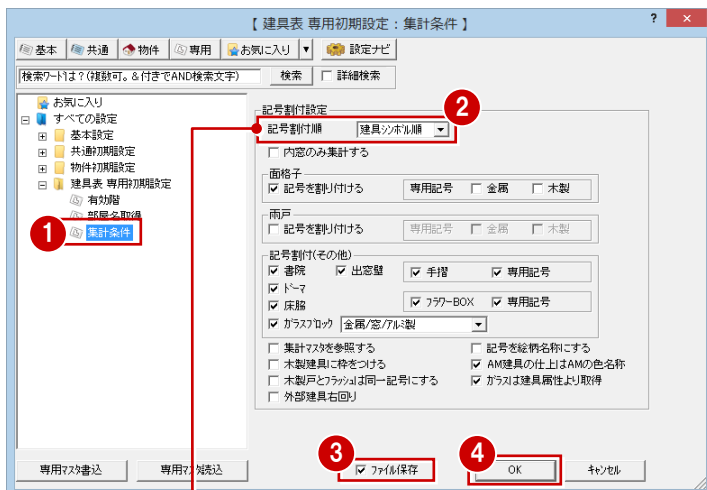 【 建具表 専用初期設定 : 集計条件 】 ? ×
基本 共通 物件 専用 お気に入り ▼ 設定ナビ
検索ワードは？(複数可。＆付きでAND検索文字) 検索 詳細検索
お気に入り
すべての設定
基本設定
共通初期設定
物件初期設定
建具表 専用初期設定
有効階
部屋名取得
1 集計条件
記号割付設定
2
記号割付順 建具シンボル順
内窓のみ集計する
面格子
記号を割り付ける 専用記号 金属 木製
雨戸
記号を割り付ける 専用記号 金属 木製
記号割付(その他)
書院 出窓壁 手摺 専用記号
ドーマ
床脇 フラワーBOX 専用記号
ガラスブロック 金属/窓/アルミ製
集計マスタを参照する 記号を絵柄名称にする
木製建具に枠をつける AM建具の仕上はAMの色名称
木製戸とフラッシュは同一記号にする ガラスは建具属性より取得
外部建具右回り
3 4
専用マスタ書込 専用マスタ読込 ファイル保存 OK キャンセル